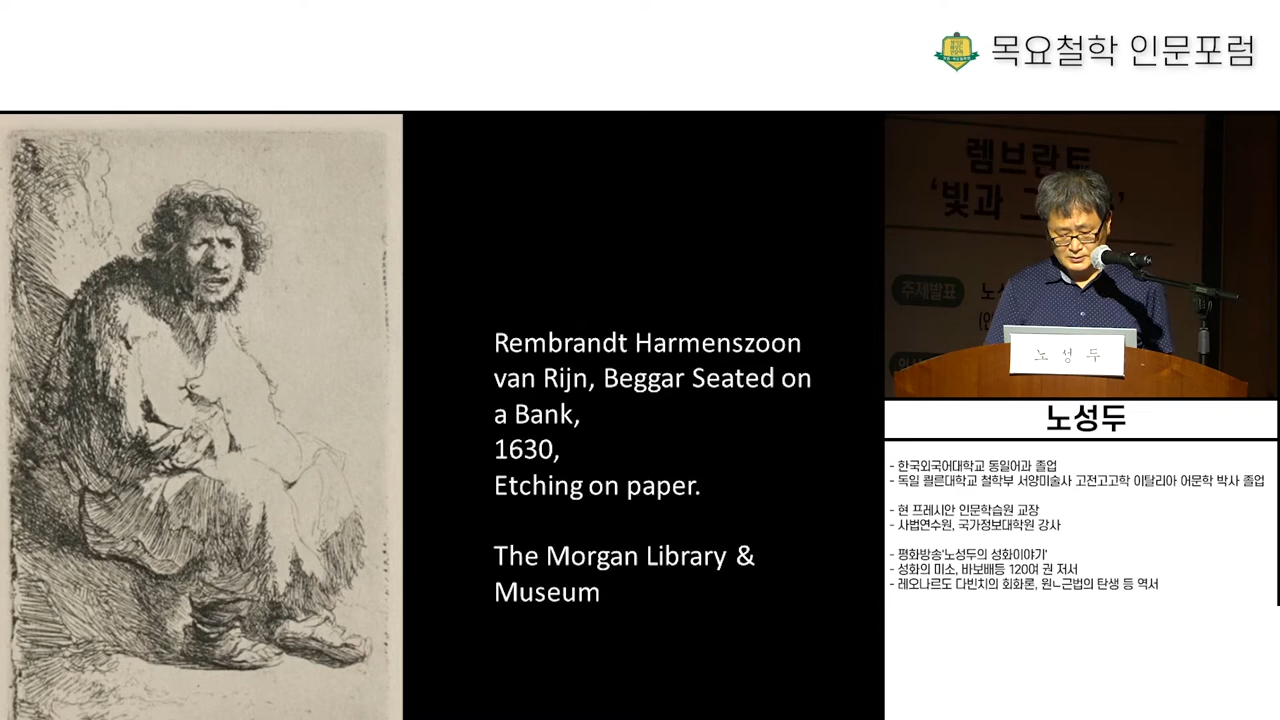 목요철학 인문포럼
Rembrandt Harmenszoon
van Rijn, Beggar Seated on
a Bank,
1630,
Etching on paper.
The Morgan Library &
Museum
렘브란트
‘빛과 그
주제발표
노성두
노성두
- 한국외국어대학교 동일어과 졸업
- 독일 쾰른대학교 철학부 서양미술사 고전고고학 이탈리아 어문학 박사 졸업
- 현 프레시안 인문학습원 교장
- 사법연수원, 국가정보대학원 강사
- 평화방송'노성두의 성화이야기'
- 성화의 미소, 바보배등 120여 권 저서
- 레오나르도 다빈치의 회화론, 원ㄴ근법의 탄생 등 역서